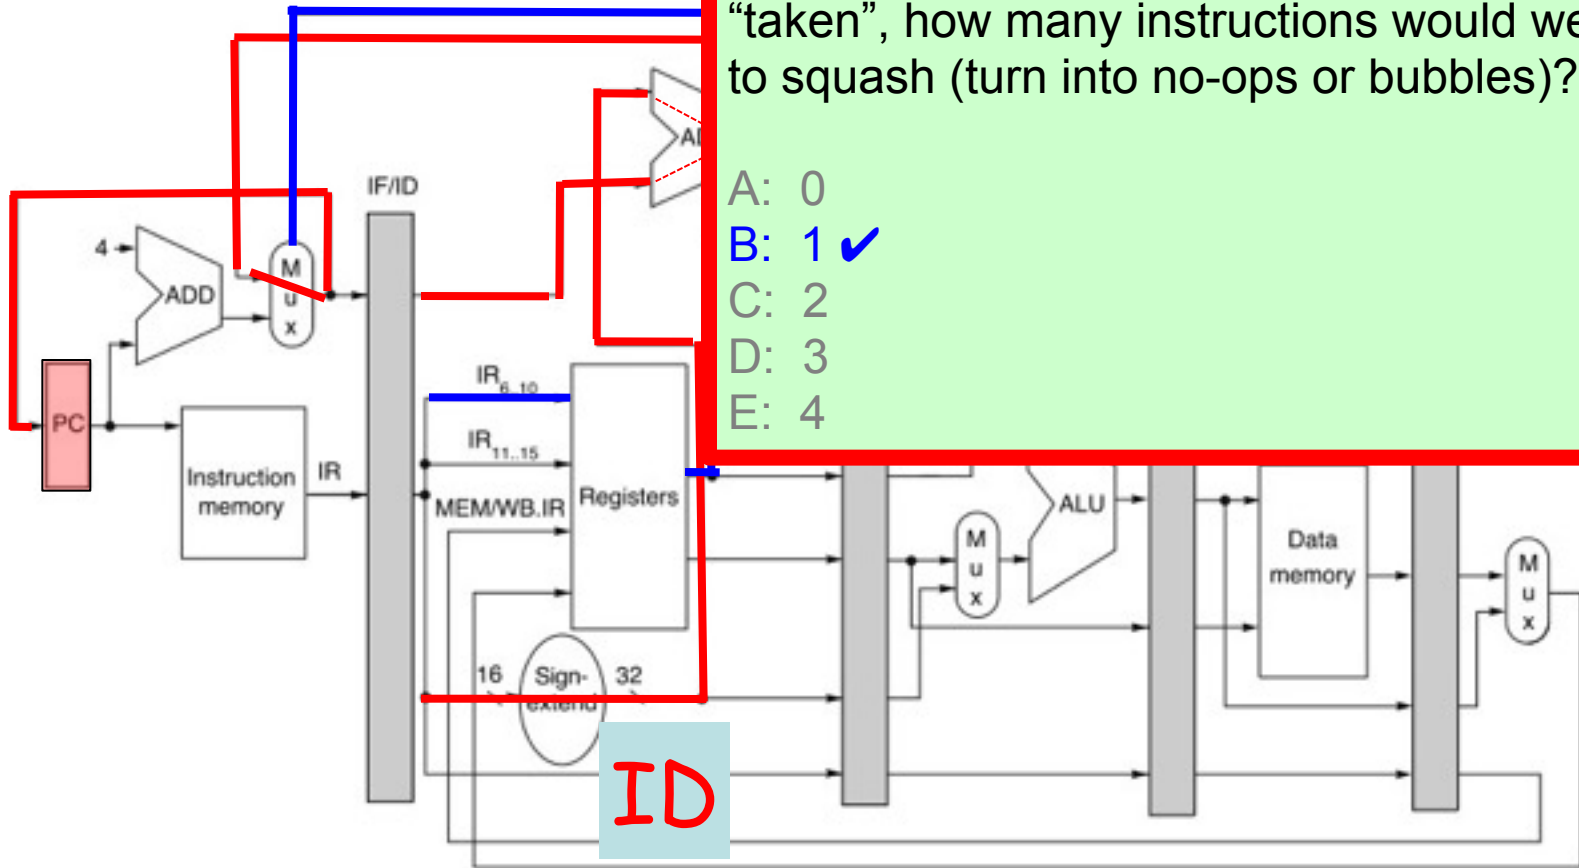 “taken”, how many instructions would we
to squash (turn into no-ops or bubbles)?
A: 0
B: 1 ✔
C: 2
D: 3
E: 4
IF/ID
4
ADD
M
u
x
PC
Instruction
memory
IR
IR6..10
IR11..15
MEM/WB.IR
Registers
16
Sign-
extend
32
ID
M
u
x
ALU
Data
memory
M
u
x